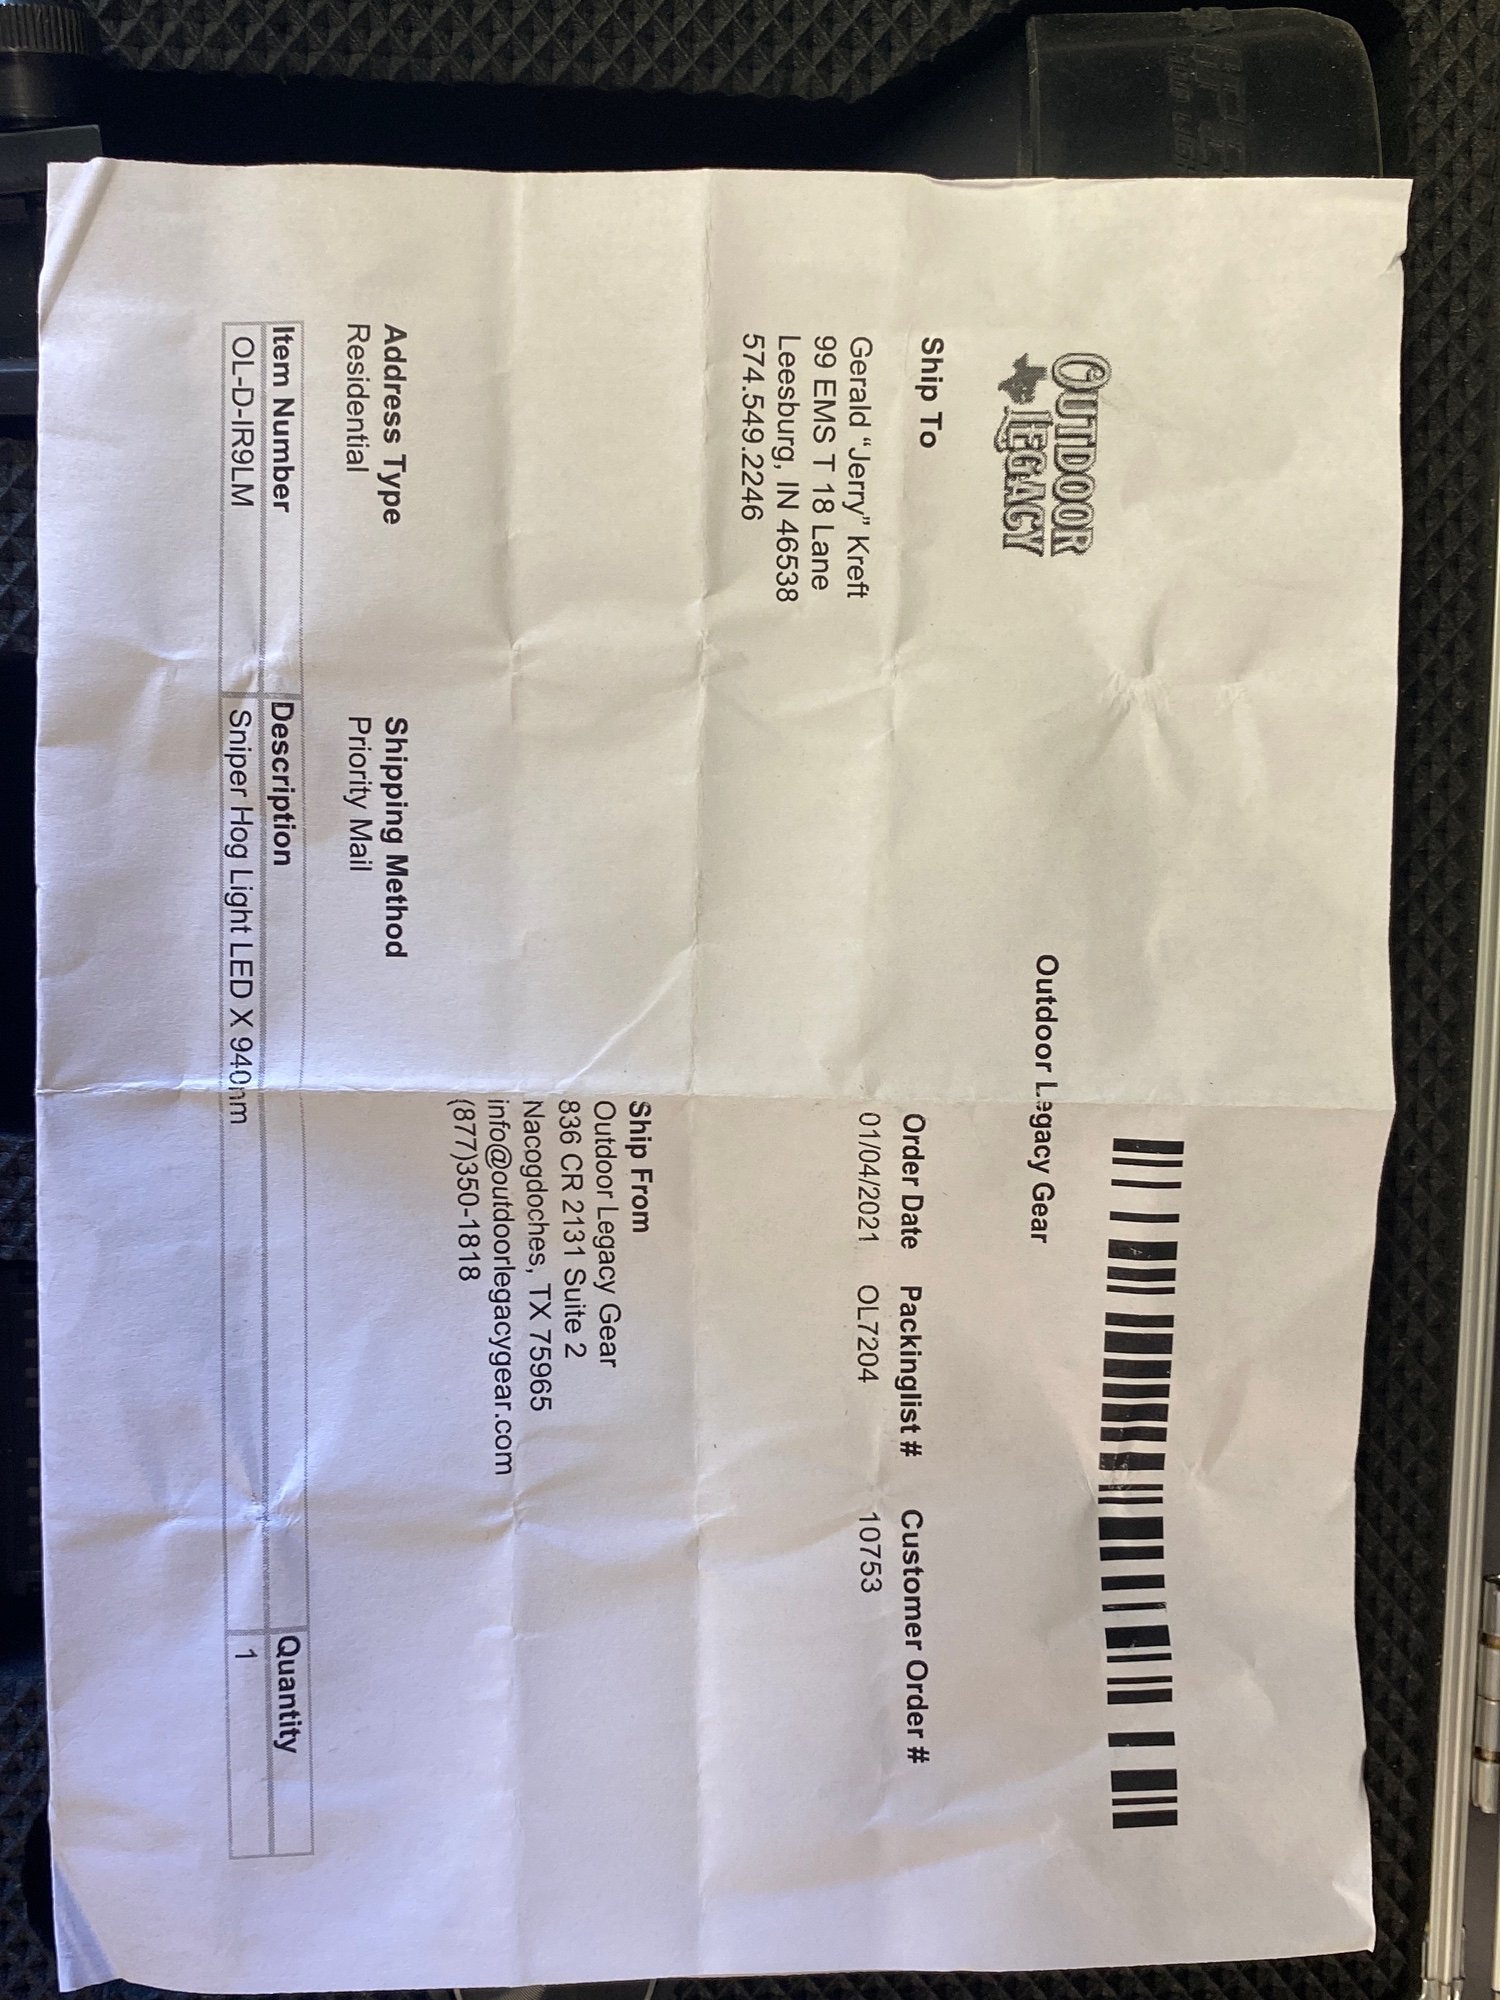 OUTDOOR
LEGACY
Outdoor Legacy Gear
Ship To
Gerald “Jerry” Kreft
99 EMS T 18 Lane
Leesburg, IN 46538
574.549.2246
Order Date Packinglist # Customer Order #
01/04/2021 OL7204 10753
Ship From
Outdoor Legacy Gear
836 CR 2131 Suite 2
Nacogdoches, TX 75965
info@outdoorlegacygear.com
(877)350-1818
Address Type Shipping Method
Residential Priority Mail
Item Number Description Quantity
OL-D-IR9LM Sniper Hog Light LED X 940nm 1